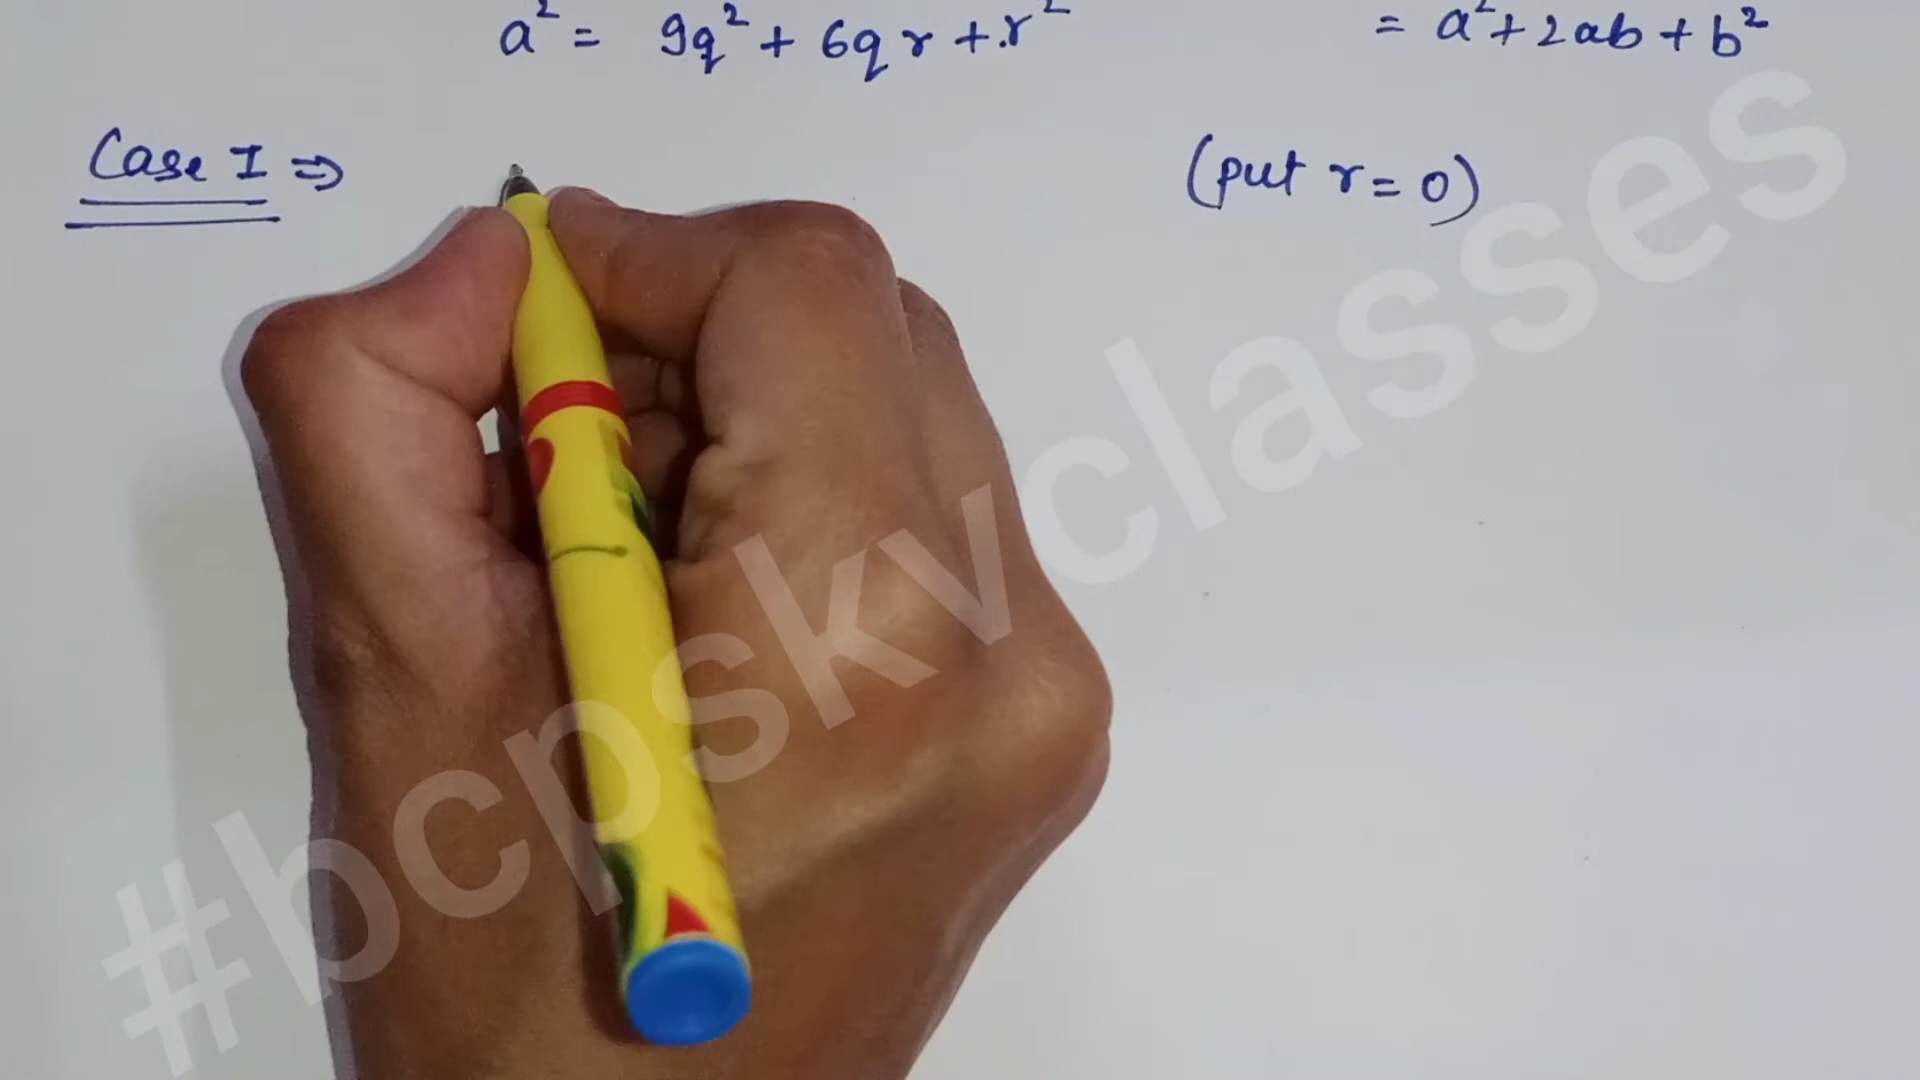 a² = 9q² + 6qr + r²
= a² + 2ab + b²
Case I ⇒
(put r = 0)
#bcpskvclasses